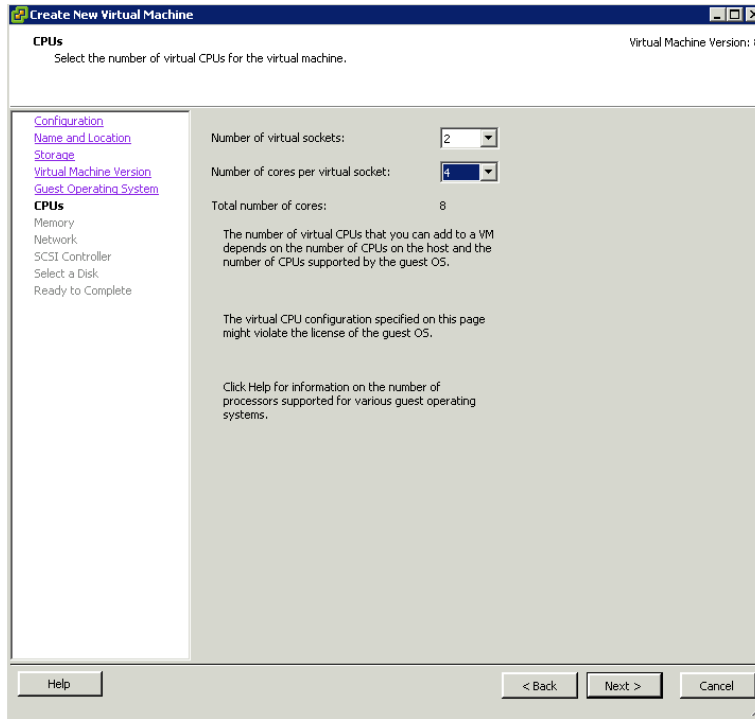 Create New Virtual Machine
CPUs
Select the number of virtual CPUs for the virtual machine.
Virtual Machine Version:
Configuration
Name and Location
Storage
Virtual Machine Version
Guest Operating System
CPUs
Memory
Network
SCSI Controller
Select a Disk
Ready to Complete
Number of virtual sockets: 2
Number of cores per virtual socket: 4
Total number of cores: 8
The number of virtual CPUs that you can add to a VM
depends on the number of CPUs on the host and the
number of CPUs supported by the guest OS.
The virtual CPU configuration specified on this page
might violate the license of the guest OS.
Click Help for information on the number of
processors supported for various guest operating
systems.
Help
< Back
Next >
Cancel